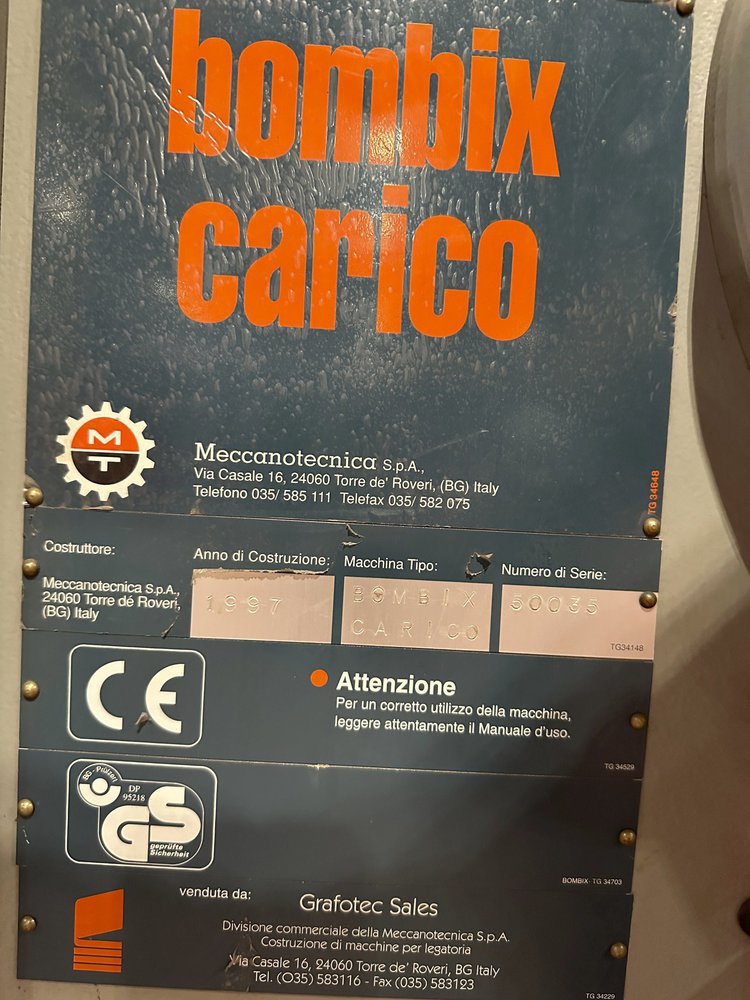 bombix
carico
M
T
Meccanotecnica S.p.A.,
Via Casale 16, 24060 Torre de' Roveri, (BG) Italy
Telefono 035/ 585 111 Telefax 035/ 582 075
TG 34648
Costruttore:
Meccanotecnica S.p.A.,
24060 Torre dé Roveri,
(BG) Italy
Anno di Costruzione:
1997
Macchina Tipo:
BOMBIX
CARICO
Numero di Serie:
50035
TG34148
CE
Attenzione
Per un corretto utilizzo della macchina,
leggere attentamente il Manuale d'uso.
TG 34529
BG - Prüfzert
DP
95218
GS
geprüfte
Sicherheit
BOMBIX- TG 34703
venduta da:
Grafotec Sales
Divisione commerciale della Meccanotecnica S.p.A.
Costruzione di macchine per legatoria
Via Casale 16, 24060 Torre de' Roveri, BG Italy
Tel. (035) 583116 - Fax (035) 583123
TG 34229